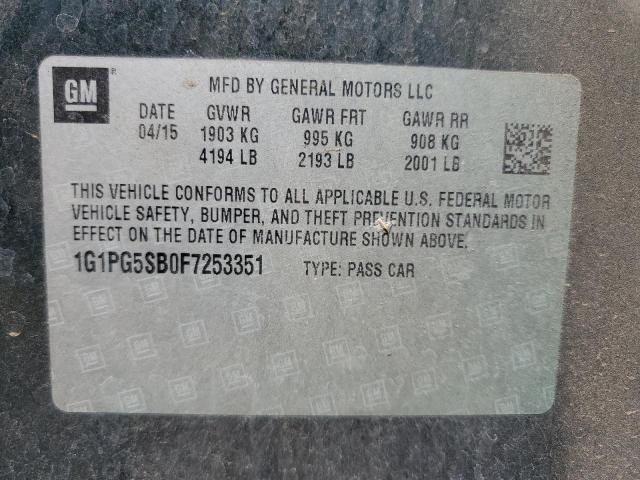 GM®
MFD BY GENERAL MOTORS LLC
DATE GVWR GAWR FRT GAWR RR
04/15 1903 KG 995 KG 908 KG
4194 LB 2193 LB 2001 LB
THIS VEHICLE CONFORMS TO ALL APPLICABLE U.S. FEDERAL MOTOR
VEHICLE SAFETY, BUMPER, AND THEFT PREVENTION STANDARDS IN
EFFECT ON THE DATE OF MANUFACTURE SHOWN ABOVE.
1G1PG5SB0F7253351 TYPE: PASS CAR